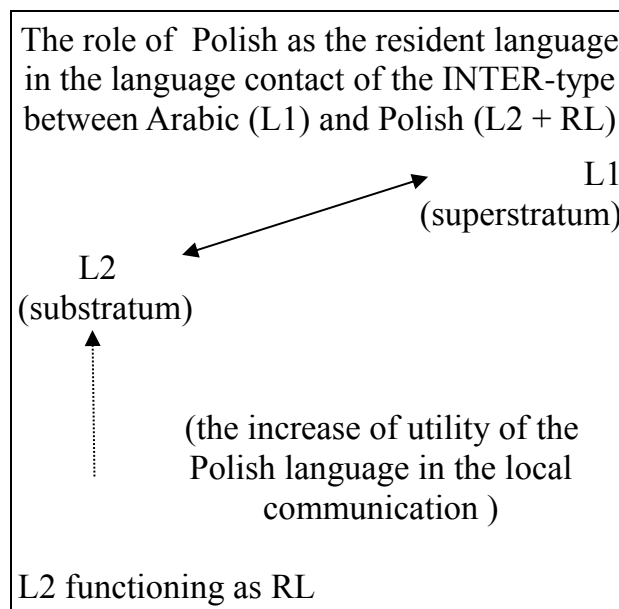 The role of Polish as the resident language
in the language contact of the INTER-type
between Arabic (L1) and Polish (L2 + RL)
L1
(superstratum)
L2
(substratum)
(the increase of utility of the
Polish language in the local
communication )
L2 functioning as RL